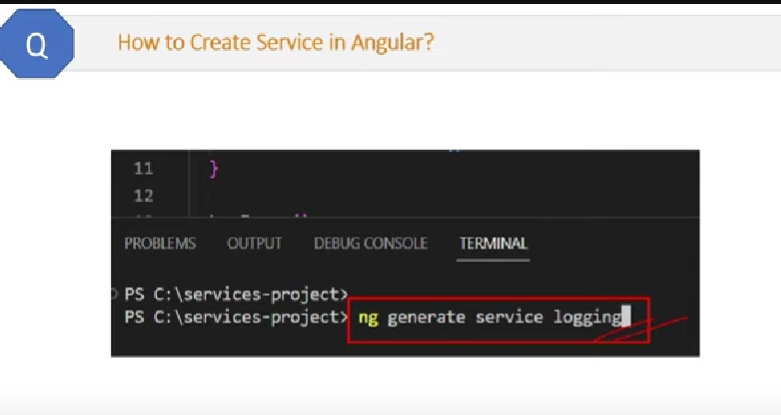 Q
How to Create Service in Angular?
11 }
12
PROBLEMS OUTPUT DEBUG CONSOLE TERMINAL
PS C:\services-project>
PS C:\services-project> ng generate service logging